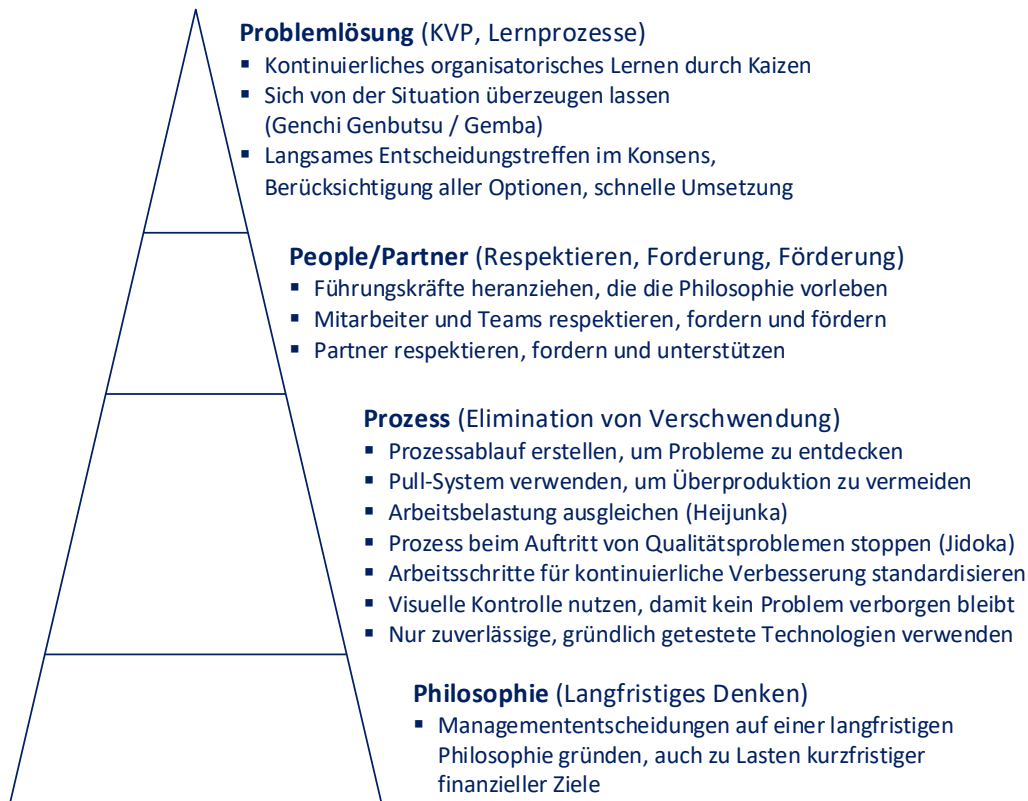 Problemlösung (KVP, Lernprozesse)
▪ Kontinuierliches organisatorisches Lernen durch Kaizen
▪ Sich von der Situation überzeugen lassen
(Genchi Genbutsu / Gemba)
▪ Langsames Entscheidungstreffen im Konsens,
Berücksichtigung aller Optionen, schnelle Umsetzung
People/Partner (Respektieren, Forderung, Förderung)
▪ Führungskräfte heranziehen, die die Philosophie vorleben
▪ Mitarbeiter und Teams respektieren, fordern und fördern
▪ Partner respektieren, fordern und unterstützen
Prozess (Elimination von Verschwendung)
▪ Prozessablauf erstellen, um Probleme zu entdecken
▪ Pull-System verwenden, um Überproduktion zu vermeiden
▪ Arbeitsbelastung ausgleichen (Heijunka)
▪ Prozess beim Auftritt von Qualitätsproblemen stoppen (Jidoka)
▪ Arbeitsschritte für kontinuierliche Verbesserung standardisieren
▪ Visuelle Kontrolle nutzen, damit kein Problem verborgen bleibt
▪ Nur zuverlässige, gründlich getestete Technologien verwenden
Philosophie (Langfristiges Denken)
▪ Managemententscheidungen auf einer langfristigen
Philosophie gründen, auch zu Lasten kurzfristiger
finanzieller Ziele